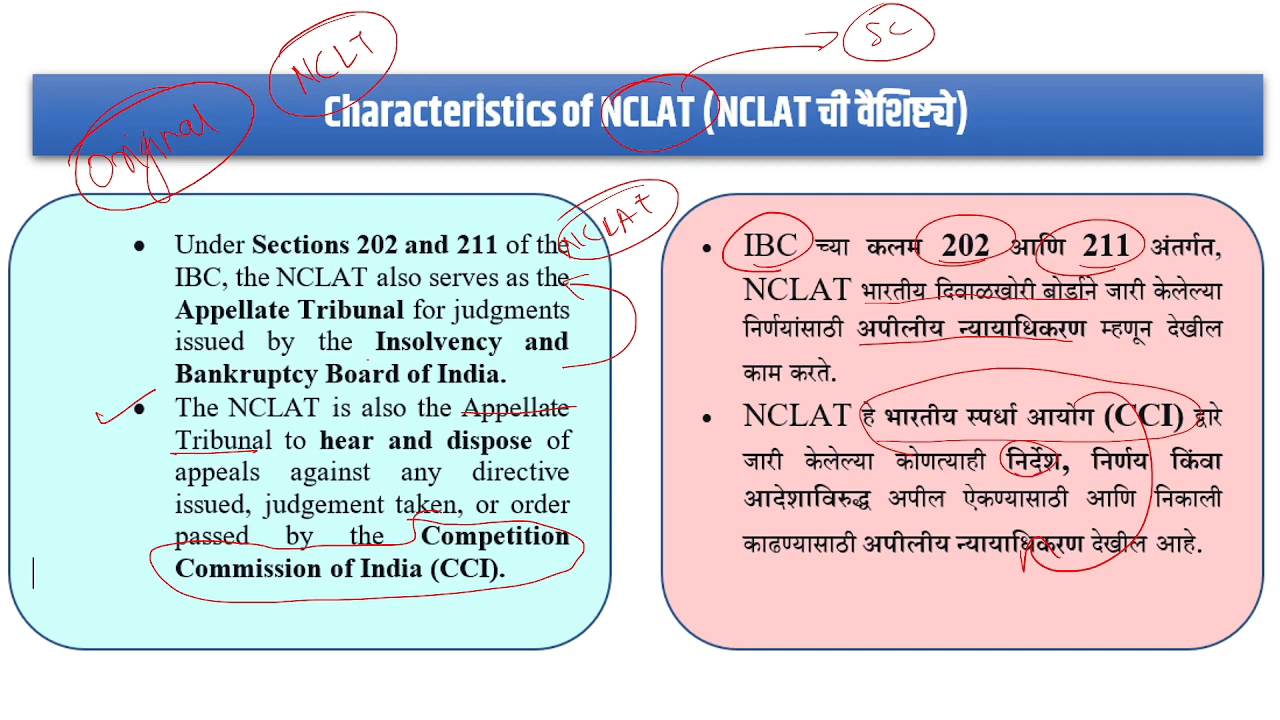 SC
NCLT
Characteristics of NCLAT (NCLAT ची वैशिष्ट्ये)
Original
NCLAT
• Under Sections 202 and 211 of the
IBC, the NCLAT also serves as the
Appellate Tribunal for judgments
issued by the Insolvency and
Bankruptcy Board of India.
• The NCLAT is also the Appellate
Tribunal to hear and dispose of
appeals against any directive
issued, judgement taken, or order
passed by the Competition
Commission of India (CCI).
• IBC च्या कलम 202 आणि 211 अंतर्गत,
NCLAT भारतीय दिवाळखोरी बोर्डाने जारी केलेल्या
निर्णयांसाठी अपीलीय न्यायाधिकरण म्हणून देखील
काम करते.
• NCLAT हे भारतीय स्पर्धा आयोग (CCI) द्वारे
जारी केलेल्या कोणत्याही निर्देश, निर्णय किंवा
आदेशाविरुद्ध अपील ऐकण्यासाठी आणि निकाली
काढण्यासाठी अपीलीय न्यायाधिकरण देखील आहे.